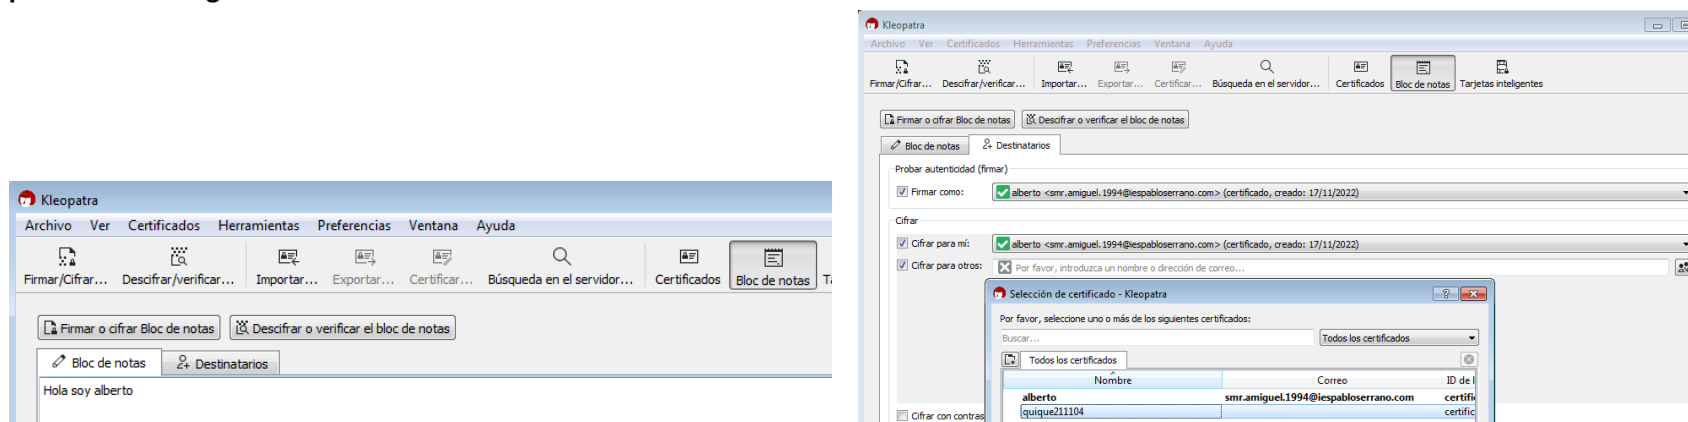 Kleopatra
Archivo Ver Certificados Herramientas Preferencias Ventana Ayuda
Firmar/Cifrar... Descifrar/verificar... Importar... Exportar... Certificar... Búsqueda en el servidor... Certificados Bloc de notas
Firmar o cifrar Bloc de notas Descifrar o verificar el bloc de notas
Bloc de notas Destinatarios
Hola soy alberto
Kleopatra
Archivo Ver Certificados Herramientas Preferencias Ventana Ayuda
Firmar/Cifrar... Descifrar/verificar... Importar... Exportar... Certificar... Búsqueda en el servidor... Certificados Bloc de notas Tarjetas inteligentes
Firmar o cifrar Bloc de notas Descifrar o verificar el bloc de notas
Bloc de notas Destinatarios
Probar autenticidad (firmar)
Firmar como: alberto <smr.amiguel.1994@iespabloserrano.com> (certificado, creado: 17/11/2022)
Cifrar
Cifrar para mí: alberto <smr.amiguel.1994@iespabloserrano.com> (certificado, creado: 17/11/2022)
Cifrar para otros: Por favor, introduzca un nombre o dirección de correo...
Selección de certificado - Kleopatra
Por favor, seleccione uno o más de los siguientes certificados:
Buscar... Todos los certificados
Todos los certificados
Nombre Correo ID de l
alberto smr.amiguel.1994@iespabloserrano.com certifi
quique211104 certific
Cifrar con contras